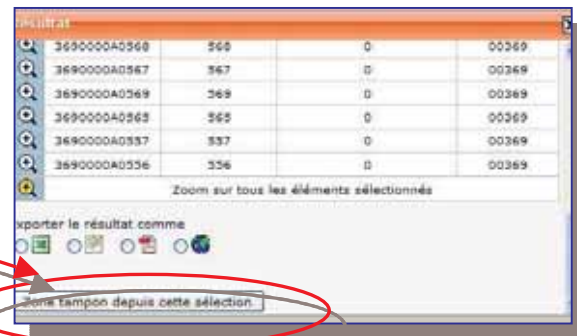 résultat
3690000A0568 568 0 00369
3690000A0567 567 0 00369
3690000A0569 569 0 00369
3690000A0565 565 0 00369
3690000A0557 557 0 00369
3690000A0556 556 0 00369
Zoom sur tous les éléments sélectionnés
xporter le résultat comme
Zone tampon depuis cette sélection